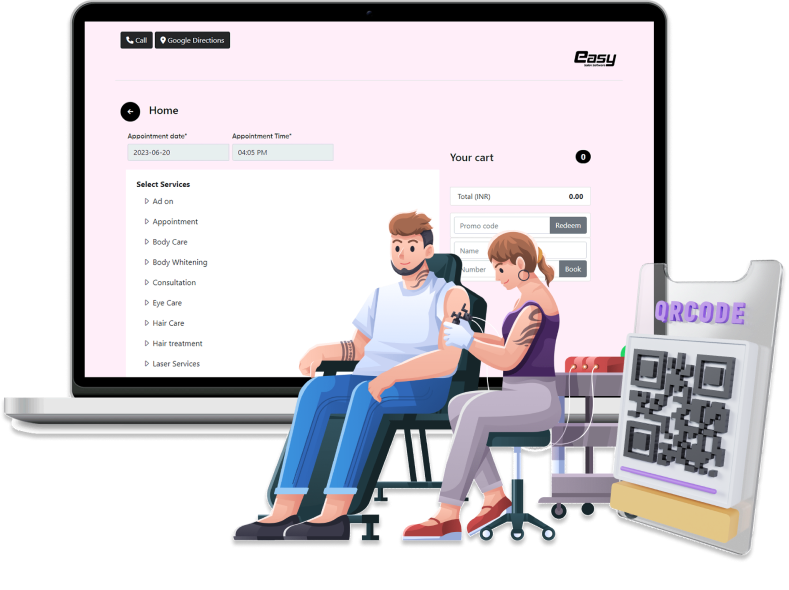 Call
Google Directions
easy
Home
Appointment date*
Appointment Time*
2023-06-20
04:05 PM
Your cart
0
Select Services
Total (INR)
0.00
Ad on
Appointment
Promo code
Redeem
Body Care
Name
Body Whitening
Number
Book
Consultation
Eye Care
Hair Care
Hair treatment
Laser Services
QRCODE